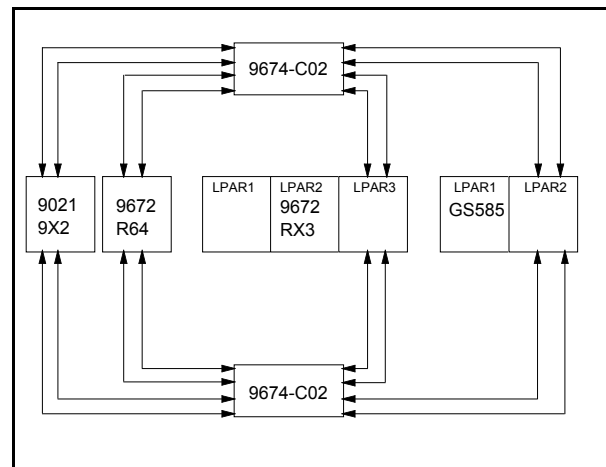 9674-C02
9021
9X2
9672
R64
LPAR1
LPAR2
9672
RX3
LPAR3
LPAR1
GS585
LPAR2
9674-C02